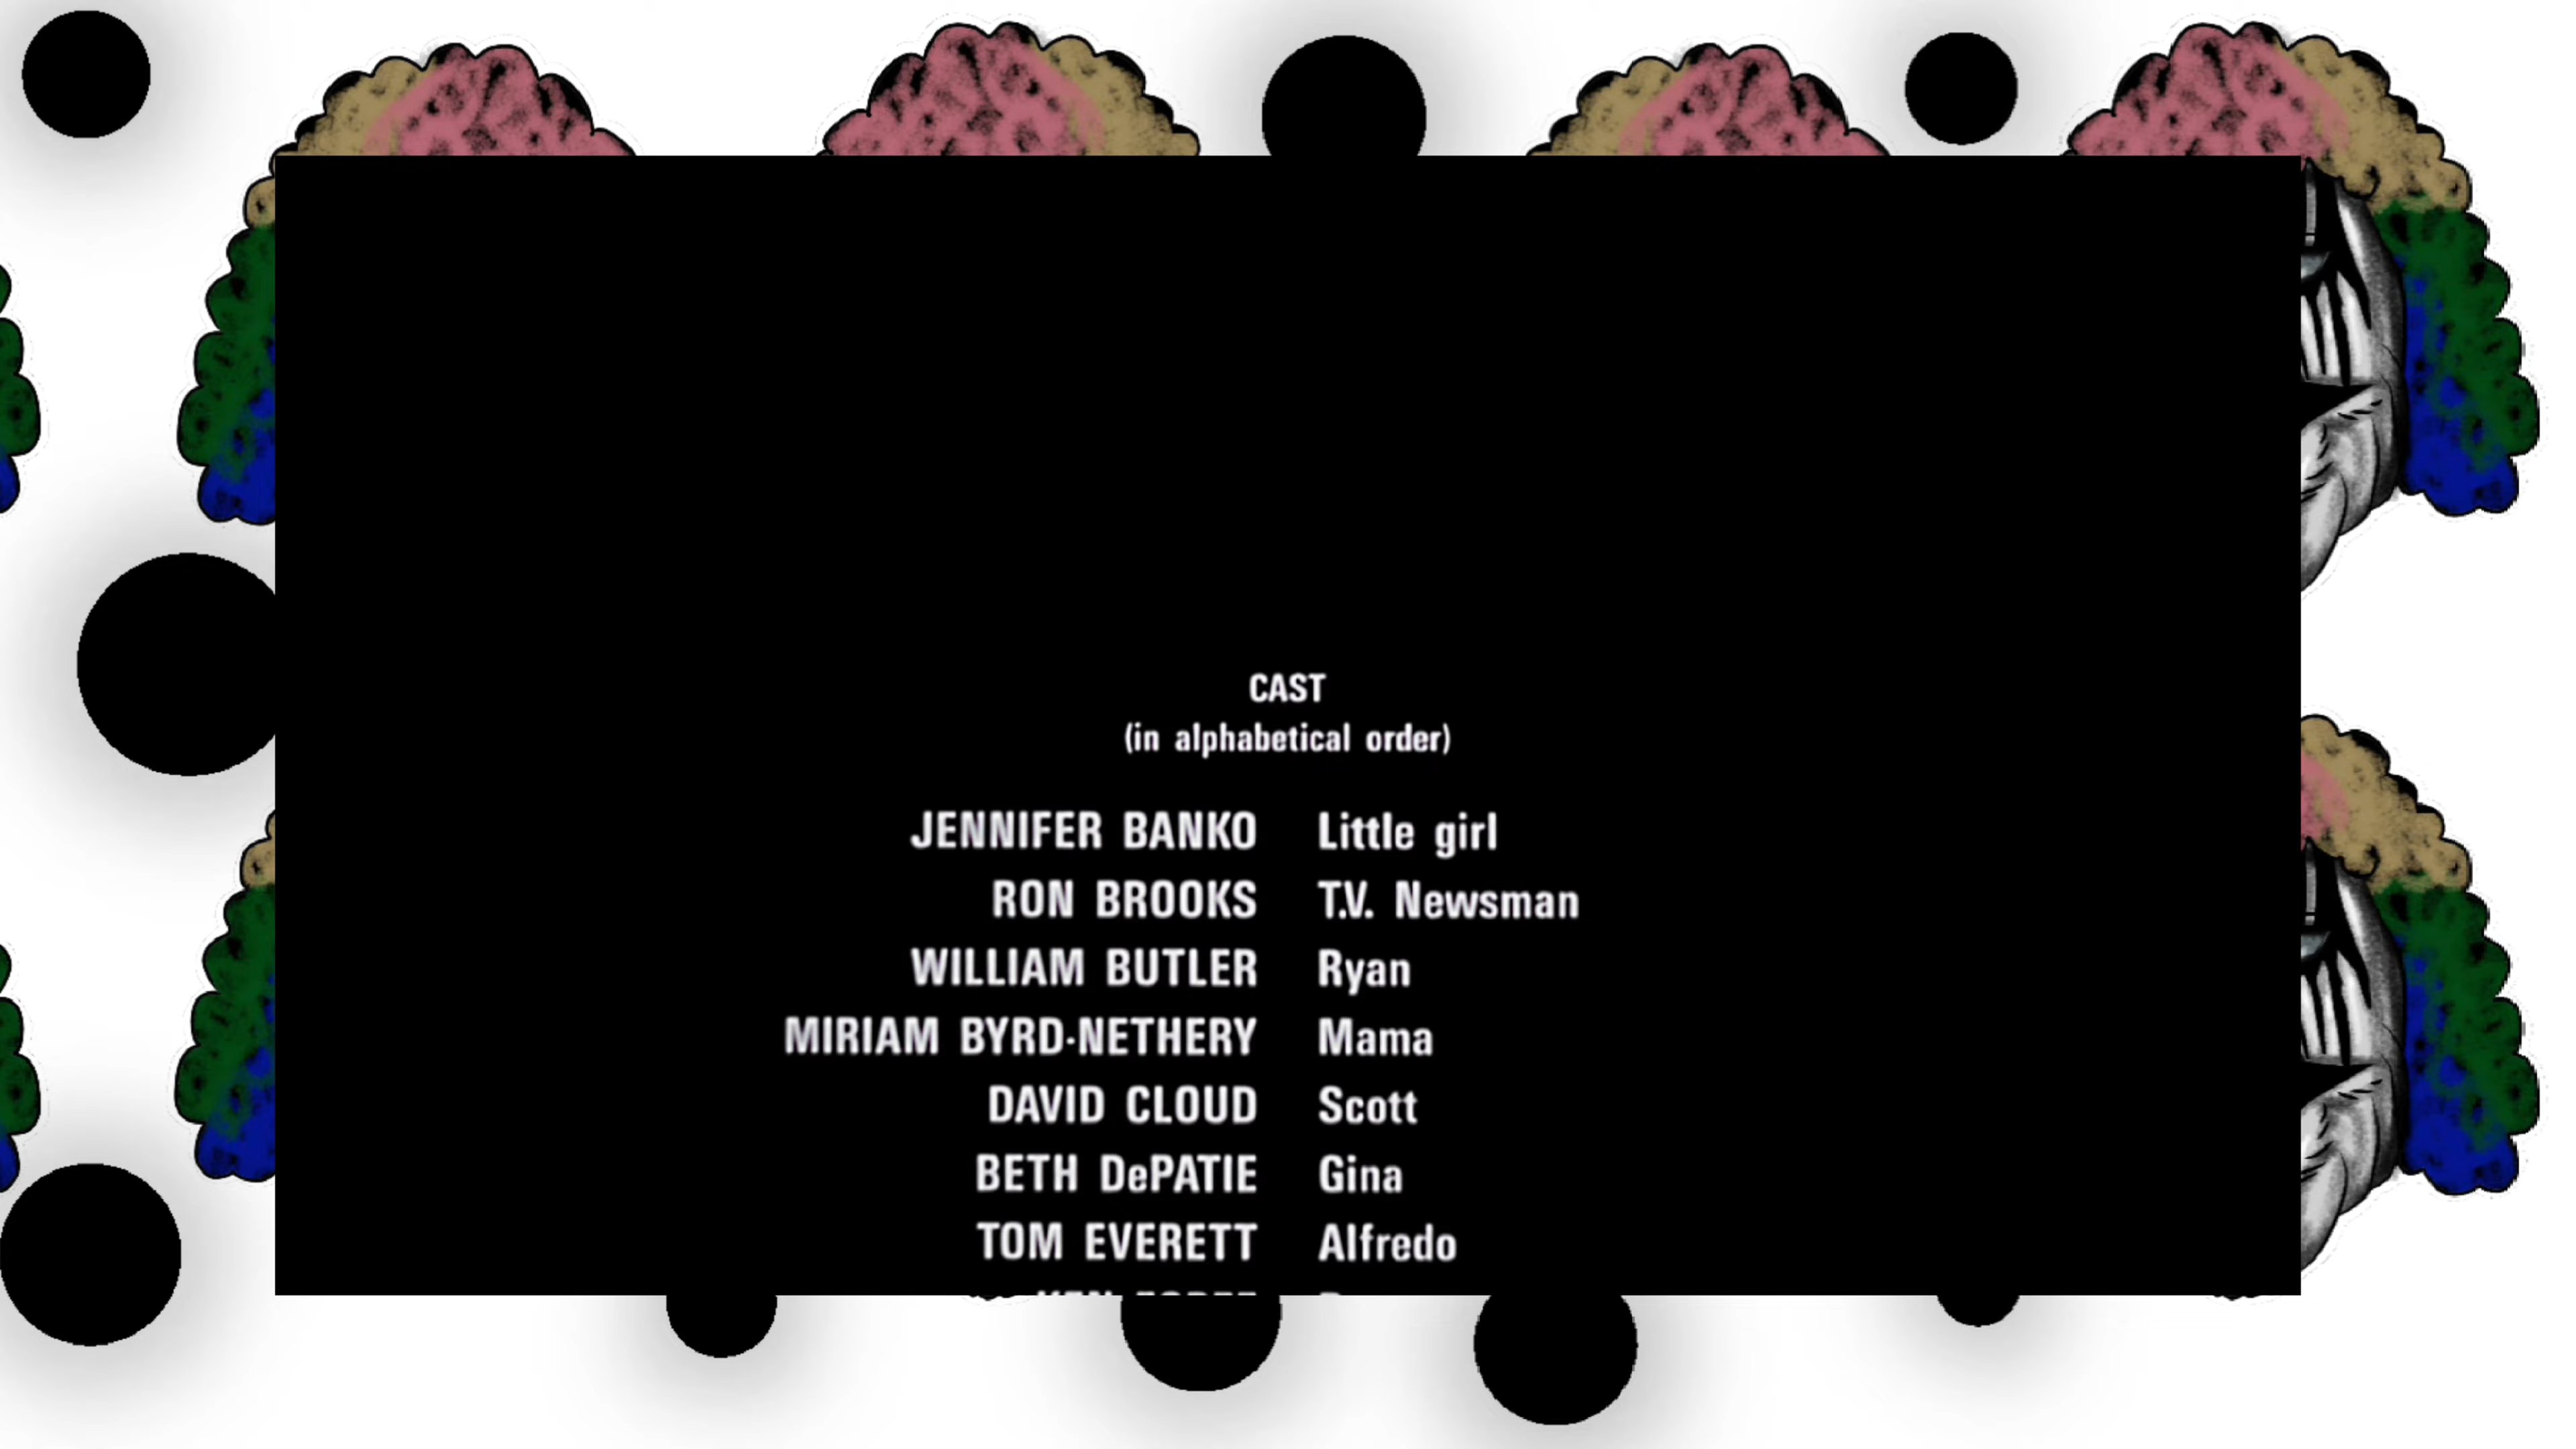 CAST
(in alphabetical order)
JENNIFER BANKO Little girl
RON BROOKS T.V. Newsman
WILLIAM BUTLER Ryan
MIRIAM BYRD-NETHERY Mama
DAVID CLOUD Scott
BETH DePATIE Gina
TOM EVERETT Alfredo